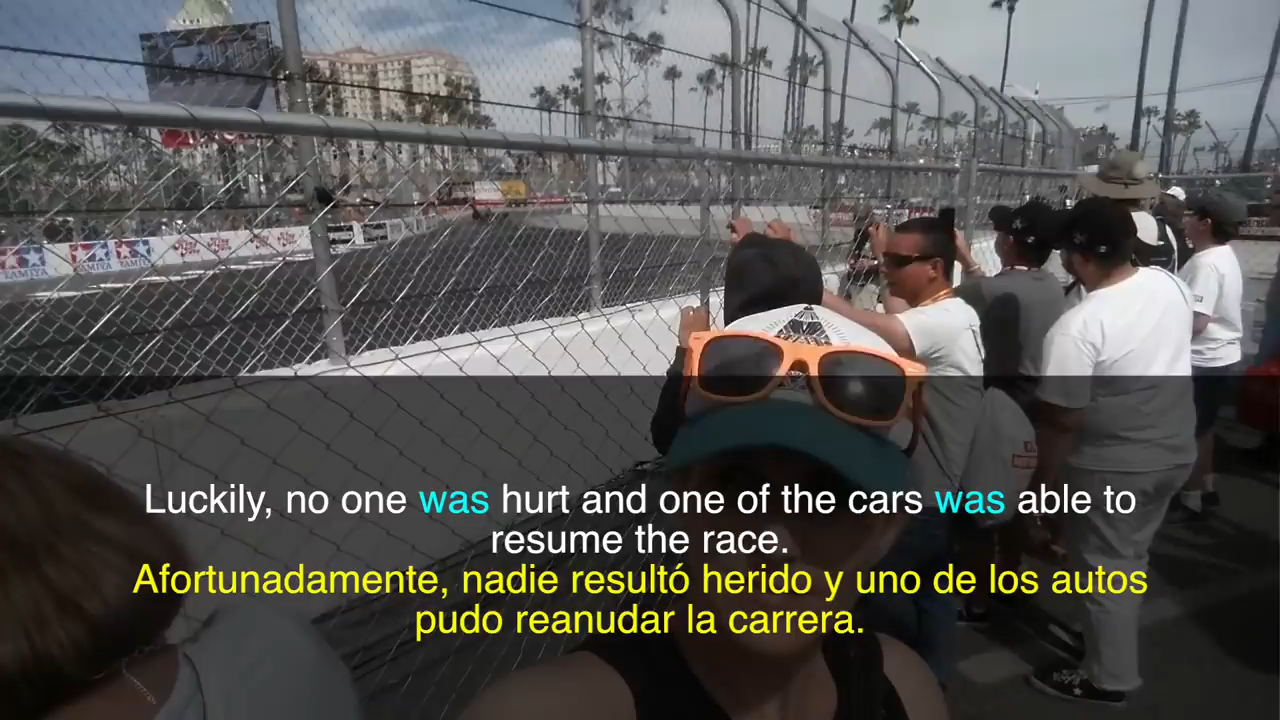 TAMIYA TAMIYA
Luckily, no one was hurt and one of the cars was able to
resume the race.
Afortunadamente, nadie resultó herido y uno de los autos
pudo reanudar la carrera.